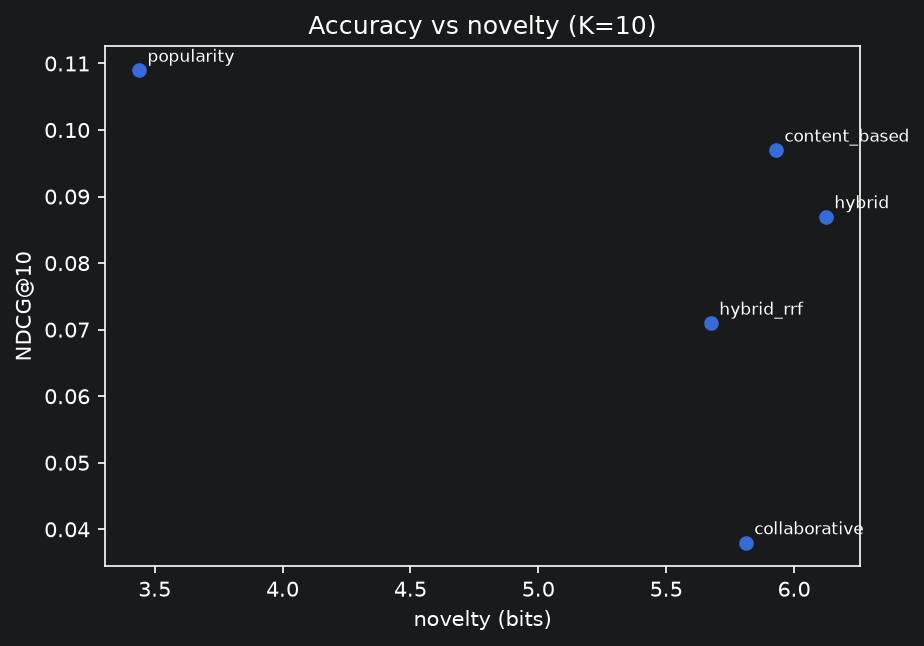 Accuracy vs novelty (K=10)
0.11
0.10
0.09
0.08
0.07
0.06
0.05
0.04
NDCG@10
popularity
content_based
hybrid
hybrid_rrf
collaborative
3.5
4.0
4.5
5.0
5.5
6.0
novelty (bits)